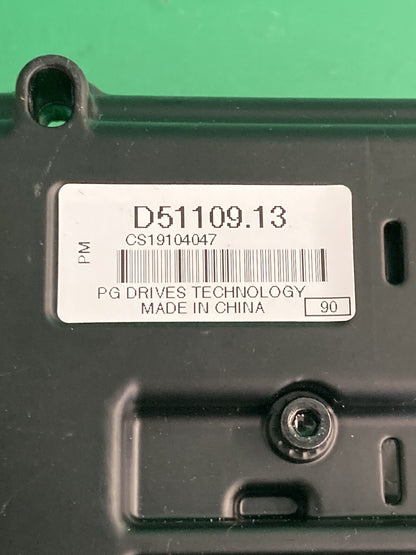 D51109.13
CS19104047
PM
PG DRIVES TECHNOLOGY
MADE IN CHINA
90